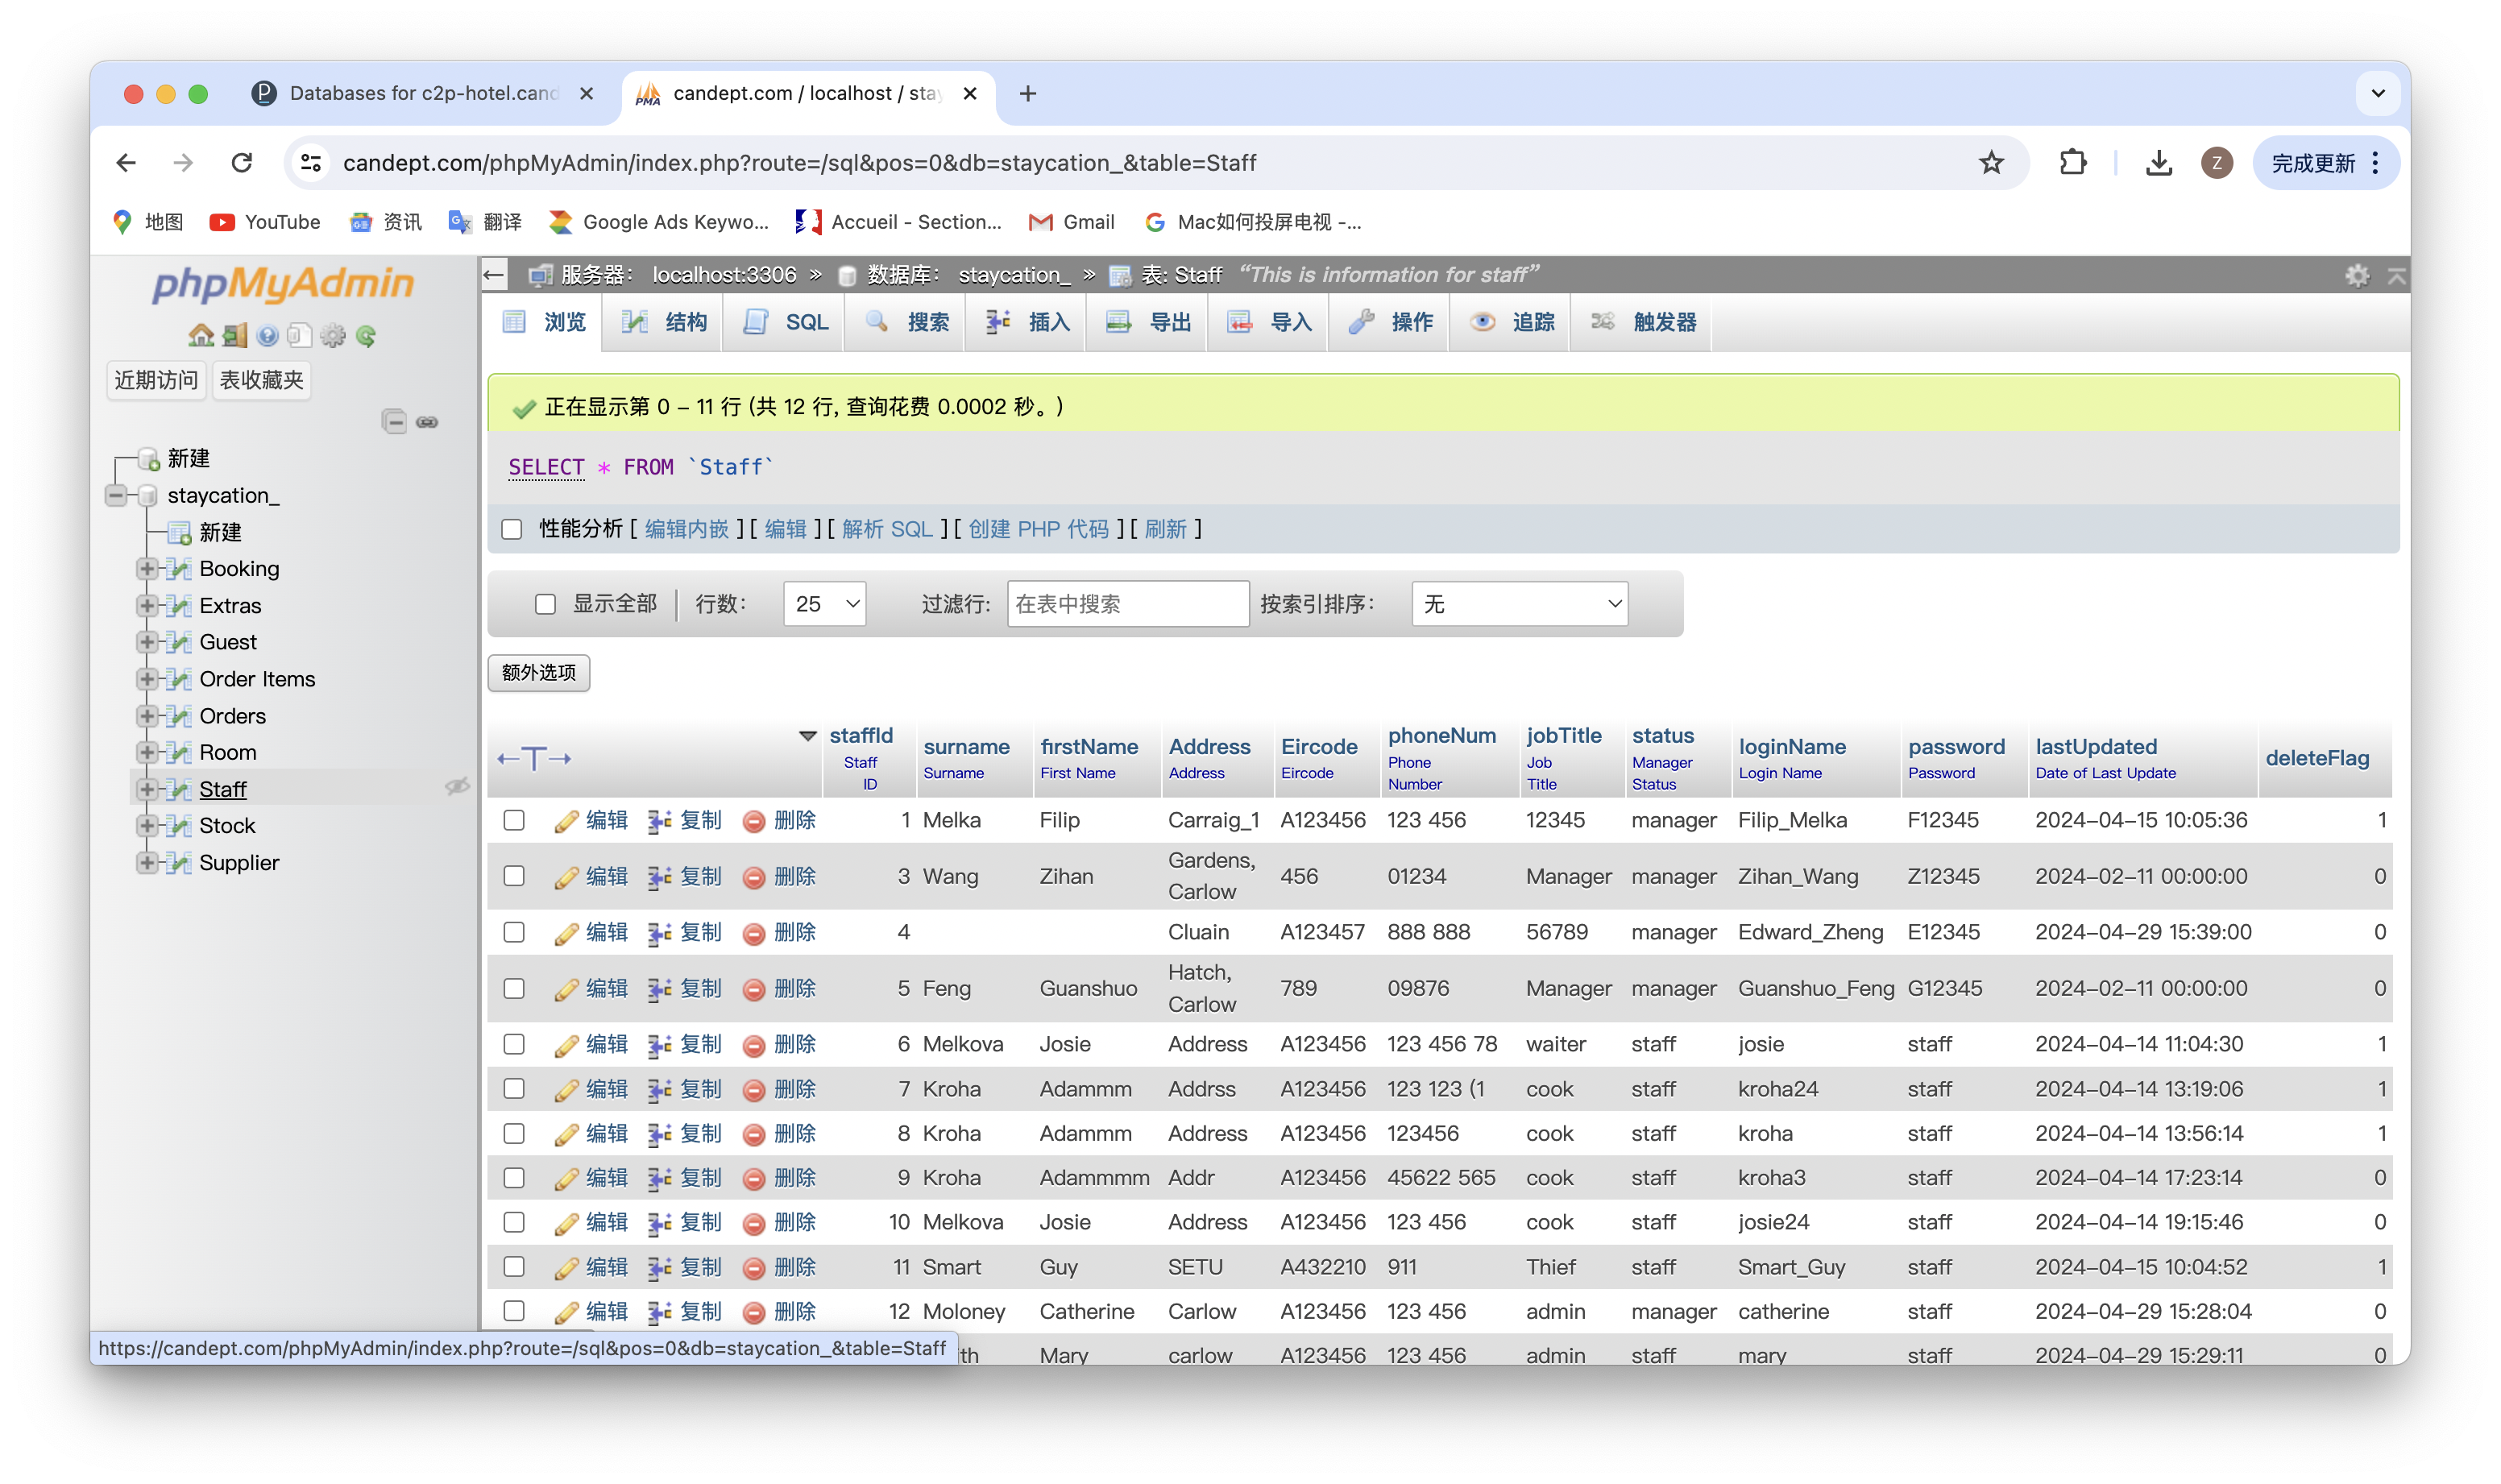 Databases for c2p-hotel.cand
candept.com / localhost / stay
candept.com/phpMyAdmin/index.php?route=/sql&pos=0&db=staycation_&table=Staff
Z
完成更新
地图 YouTube 资讯 翻译 Google Ads Keywo... Accueil - Section... Gmail Mac如何投屏电视 -...
phpMyAdmin
近期访问 表收藏夹
新建
staycation_
新建
Booking
Extras
Guest
Order Items
Orders
Room
Staff
Stock
Supplier
服务器： localhost:3306 » 数据库： staycation_ » 表: Staff “This is information for staff”
浏览 结构 SQL 搜索 插入 导出 导入 操作 追踪 触发器
正在显示第 0 – 11 行 (共 12 行, 查询花费 0.0002 秒。)
SELECT * FROM `Staff`
性能分析 [ 编辑内嵌 ] [ 编辑 ] [ 解析 SQL ] [ 创建 PHP 代码 ] [ 刷新 ]
显示全部 行数： 25 过滤行: 在表中搜索 按索引排序： 无
额外选项
←T→ staffId Staff ID surname Surname firstName First Name Address Address Eircode Eircode phoneNum Phone Number jobTitle Job Title status Manager Status loginName Login Name password Password lastUpdated Date of Last Update deleteFlag
编辑 复制 删除 1 Melka Filip Carraig_1 A123456 123 456 12345 manager Filip_Melka F12345 2024–04–15 10:05:36 1
编辑 复制 删除 3 Wang Zihan Gardens, Carlow 456 01234 Manager manager Zihan_Wang Z12345 2024–02–11 00:00:00 0
编辑 复制 删除 4 Cluain A123457 888 888 56789 manager Edward_Zheng E12345 2024–04–29 15:39:00 0
编辑 复制 删除 5 Feng Guanshuo Hatch, Carlow 789 09876 Manager manager Guanshuo_Feng G12345 2024–02–11 00:00:00 0
编辑 复制 删除 6 Melkova Josie Address A123456 123 456 78 waiter staff josie staff 2024–04–14 11:04:30 1
编辑 复制 删除 7 Kroha Adammm Addrss A123456 123 123 (1 cook staff kroha24 staff 2024–04–14 13:19:06 1
编辑 复制 删除 8 Kroha Adammm Address A123456 123456 cook staff kroha staff 2024–04–14 13:56:14 1
编辑 复制 删除 9 Kroha Adammmm Addr A123456 45622 565 cook staff kroha3 staff 2024–04–14 17:23:14 0
编辑 复制 删除 10 Melkova Josie Address A123456 123 456 cook staff josie24 staff 2024–04–14 19:15:46 0
编辑 复制 删除 11 Smart Guy SETU A432210 911 Thief staff Smart_Guy staff 2024–04–15 10:04:52 1
编辑 复制 删除 12 Moloney Catherine Carlow A123456 123 456 admin manager catherine staff 2024–04–29 15:28:04 0
th Mary carlow A123456 123 456 admin staff mary staff 2024–04–29 15:29:11 0
https://candept.com/phpMyAdmin/index.php?route=/sql&pos=0&db=staycation_&table=Staff